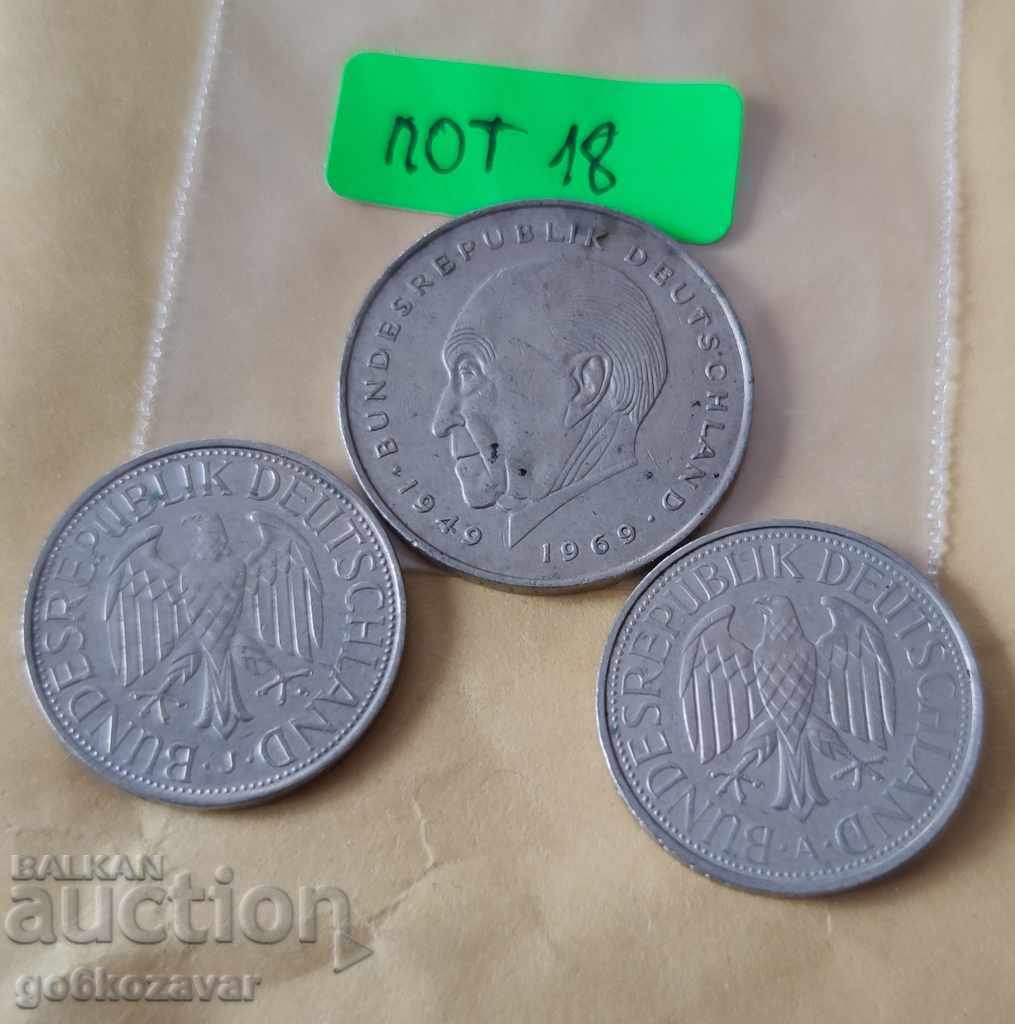 ЛОТ 18
BUNDESREPUBLIK DEUTSCHLAND
· 1949 1969 ·
BUNDESREPUBLIK DEUTSCHLAND
· J ·
BUNDESREPUBLIK DEUTSCHLAND
· A ·
BALKAN
auction
go6kozavar